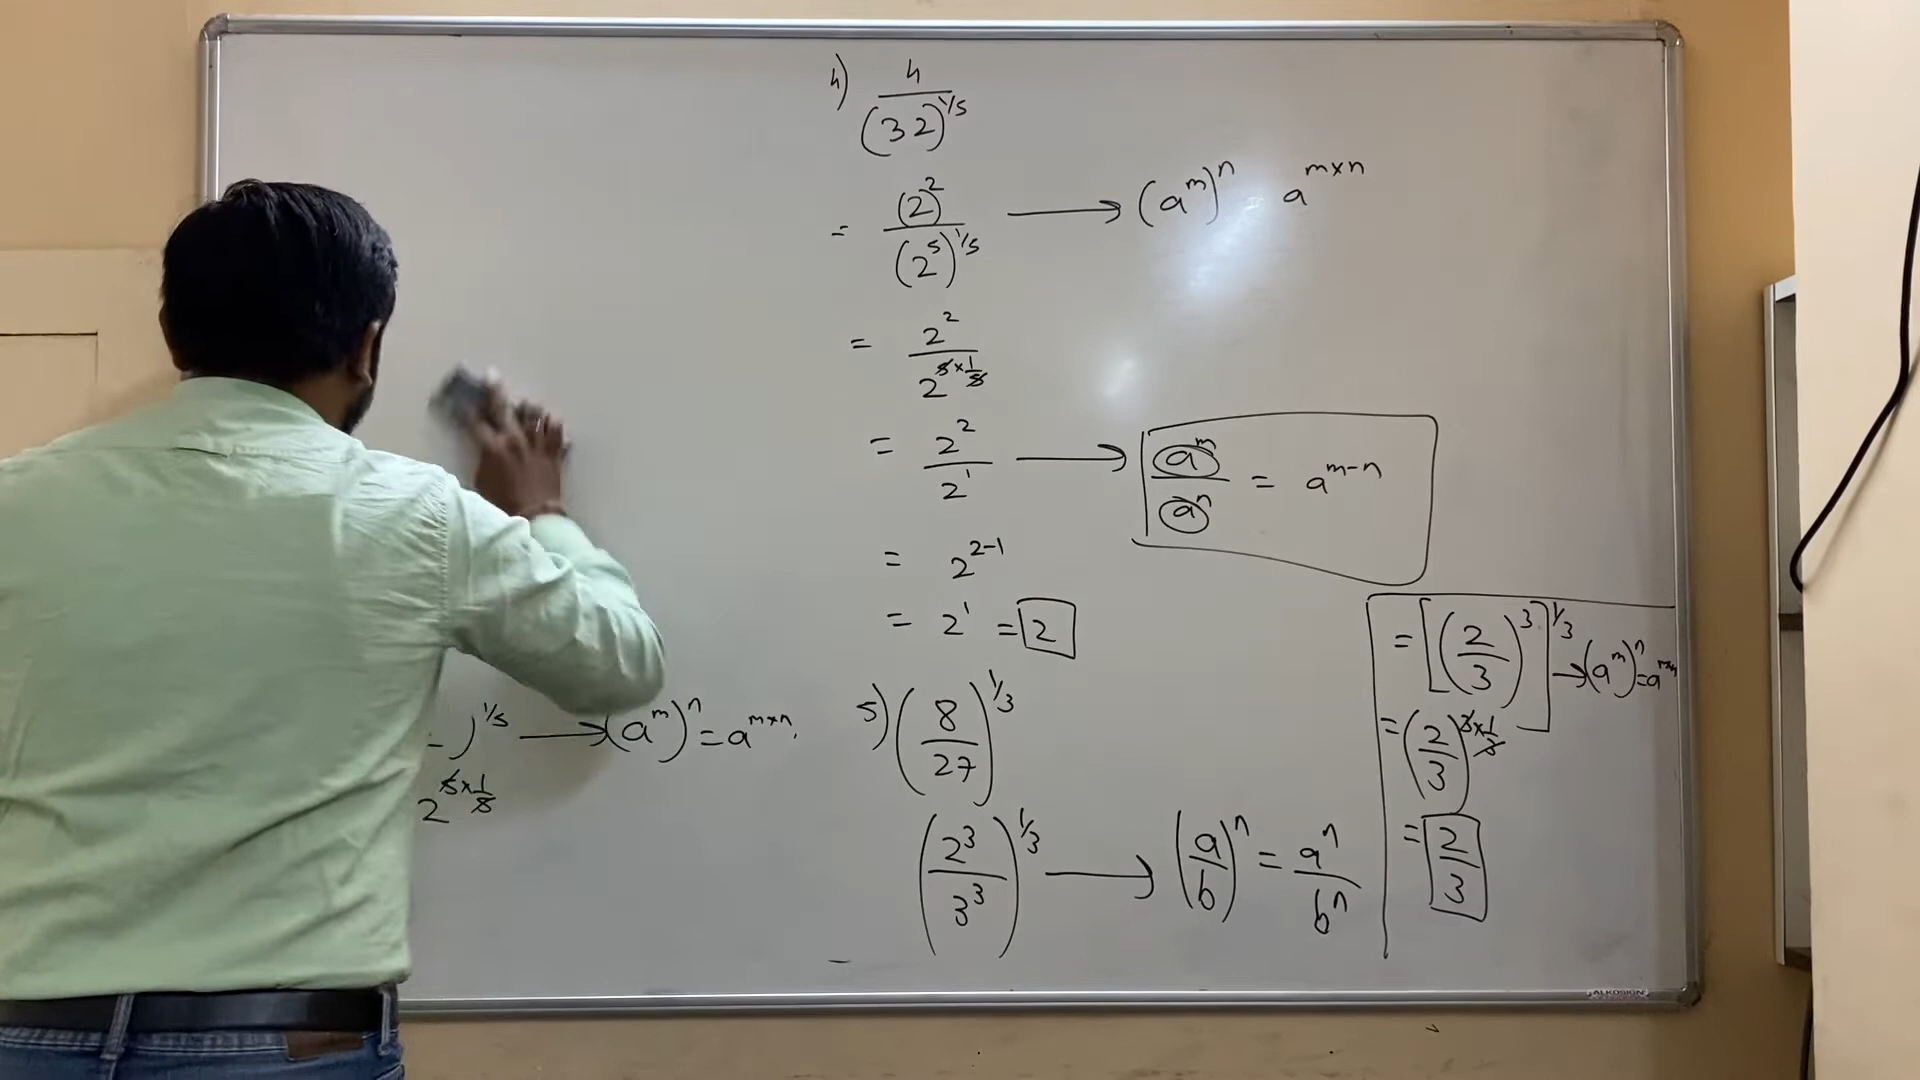 4) 4/(32)^1/5
= (2)^2/(2^5)^1/5 → (a^m)^n a^m×n
= 2^2/2^5×1/5
= 2^2/2^1 → a^m/a^n = a^m-n
= 2^2-1
= 2^1 = 2
)^1/5 → (a^m)^n = a^m×n.
2^5×1/5
5) (8/27)^1/3
(2^3/3^3)^1/3 → (a/b)^n = a^n/b^n
= [(2/3)^3]^1/3 → (a^m)^n = a^m×n
= (2/3)^3×1/3
= 2/3
ALKOSIGN